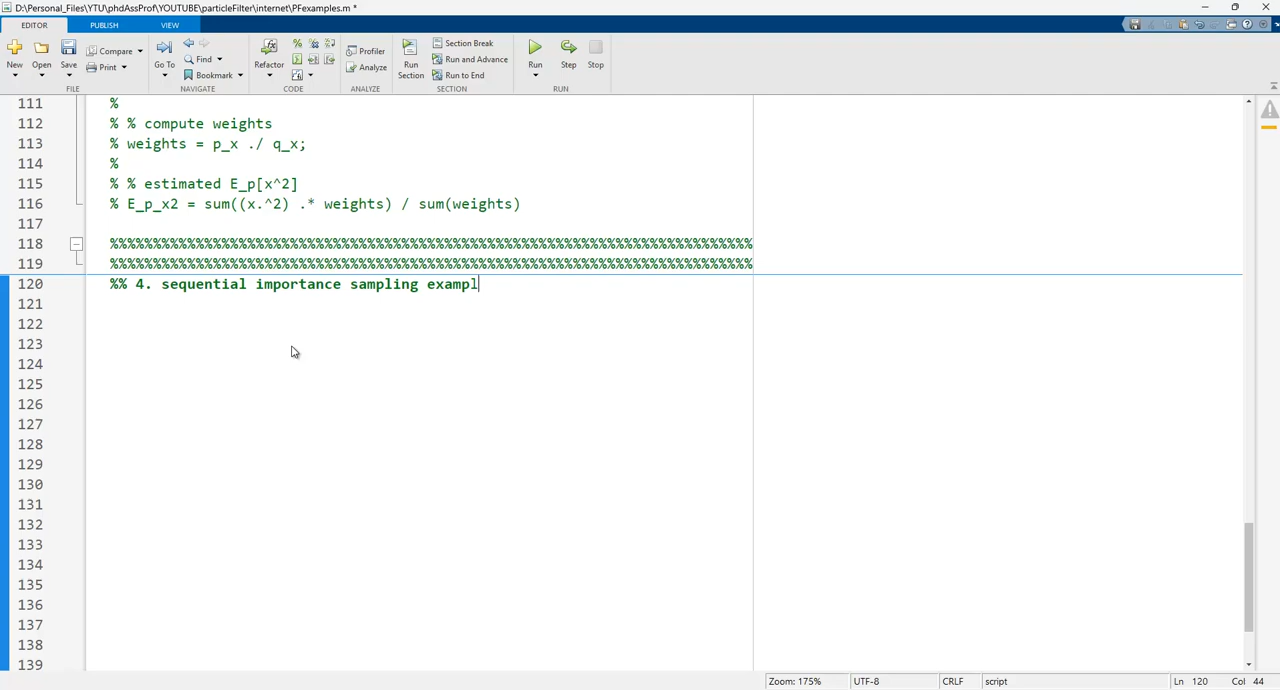 D:\Personal_Files\YTU\phdAssProf\YOUTUBE\particleFilter\internet\PFexamples.m *
EDITOR PUBLISH VIEW
New Open Save Compare Print Go To Find Bookmark Refactor Profiler Analyze Run Section Section Break Run and Advance Run to End Run Step Stop
FILE NAVIGATE CODE ANALYZE SECTION RUN
111 %
112 % % compute weights
113 % weights = p_x ./ q_x;
114 %
115 % % estimated E_p[x^2]
116 % E_p_x2 = sum((x.^2) .* weights) / sum(weights)
117
118 %%%%%%%%%%%%%%%%%%%%%%%%%%%%%%%%%%%%%%%%%%%%%%%%%%%%%%%%%%%%%%%%%%%%%%%%%%%%%
119 %%%%%%%%%%%%%%%%%%%%%%%%%%%%%%%%%%%%%%%%%%%%%%%%%%%%%%%%%%%%%%%%%%%%%%%%%%%%%
120 %% 4. sequential importance sampling exampl
121
122
123
124
125
126
127
128
129
130
131
132
133
134
135
136
137
138
139
Zoom: 175% UTF-8 CRLF script Ln 120 Col 44